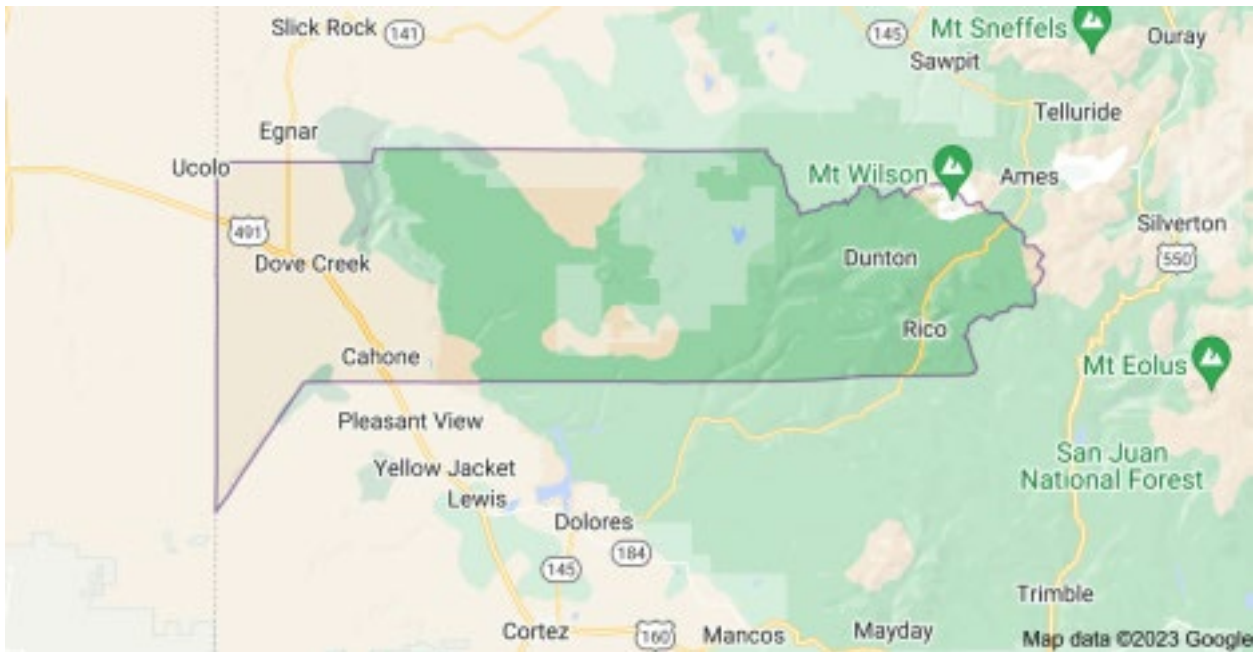 Slick Rock
141
145
Mt Sneffels
Ouray
Sawpit
Telluride
Egnar
Ucolo
Mt Wilson
Ames
491
Silverton
550
Dove Creek
Dunton
Rico
Cahone
Mt Eolus
Pleasant View
San Juan
National Forest
Yellow Jacket
Lewis
Dolores
184
145
Trimble
Cortez
160
Mancos
Mayday
Map data ©2023 Google